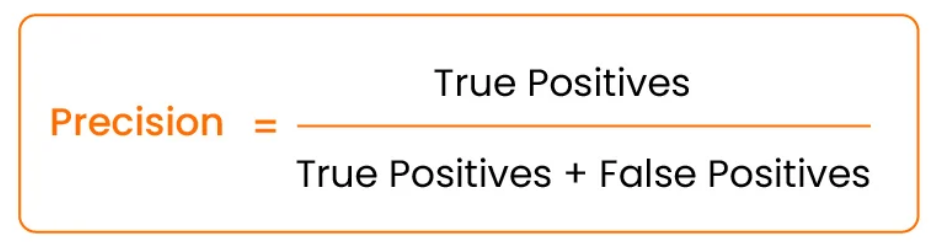 True Positives
Precision =
True Positives + False Positives